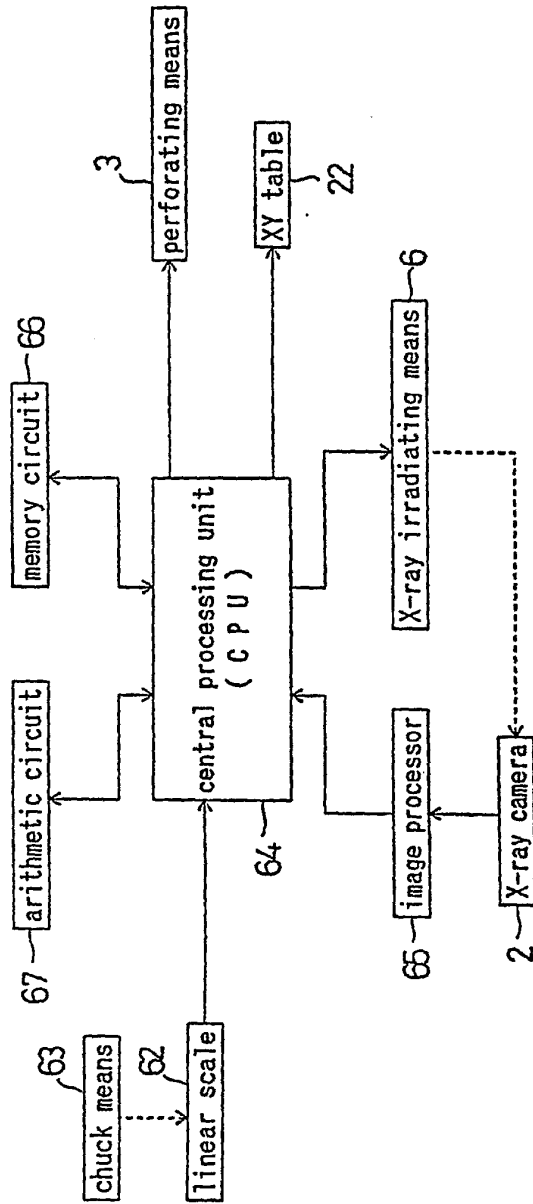 67
arithmetic circuit
66
memory circuit
3
perforating means
63
chuck means
62
linear scale
64
central processing unit
( C P U )
XY table
22
65
image processor
X-ray irradiating means
6
2
X-ray camera